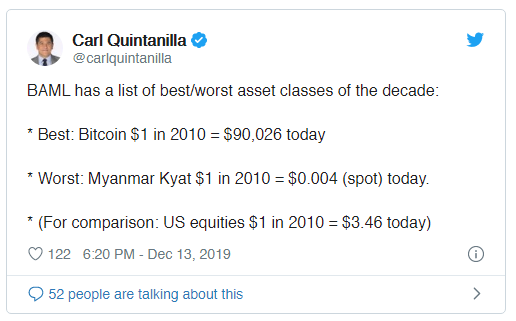 Carl Quintanilla
@carlquintanilla
BAML has a list of best/worst asset classes of the decade:
* Best: Bitcoin $1 in 2010 = $90,026 today
* Worst: Myanmar Kyat $1 in 2010 = $0.004 (spot) today.
* (For comparison: US equities $1 in 2010 = $3.46 today)
122 6:20 PM - Dec 13, 2019
52 people are talking about this